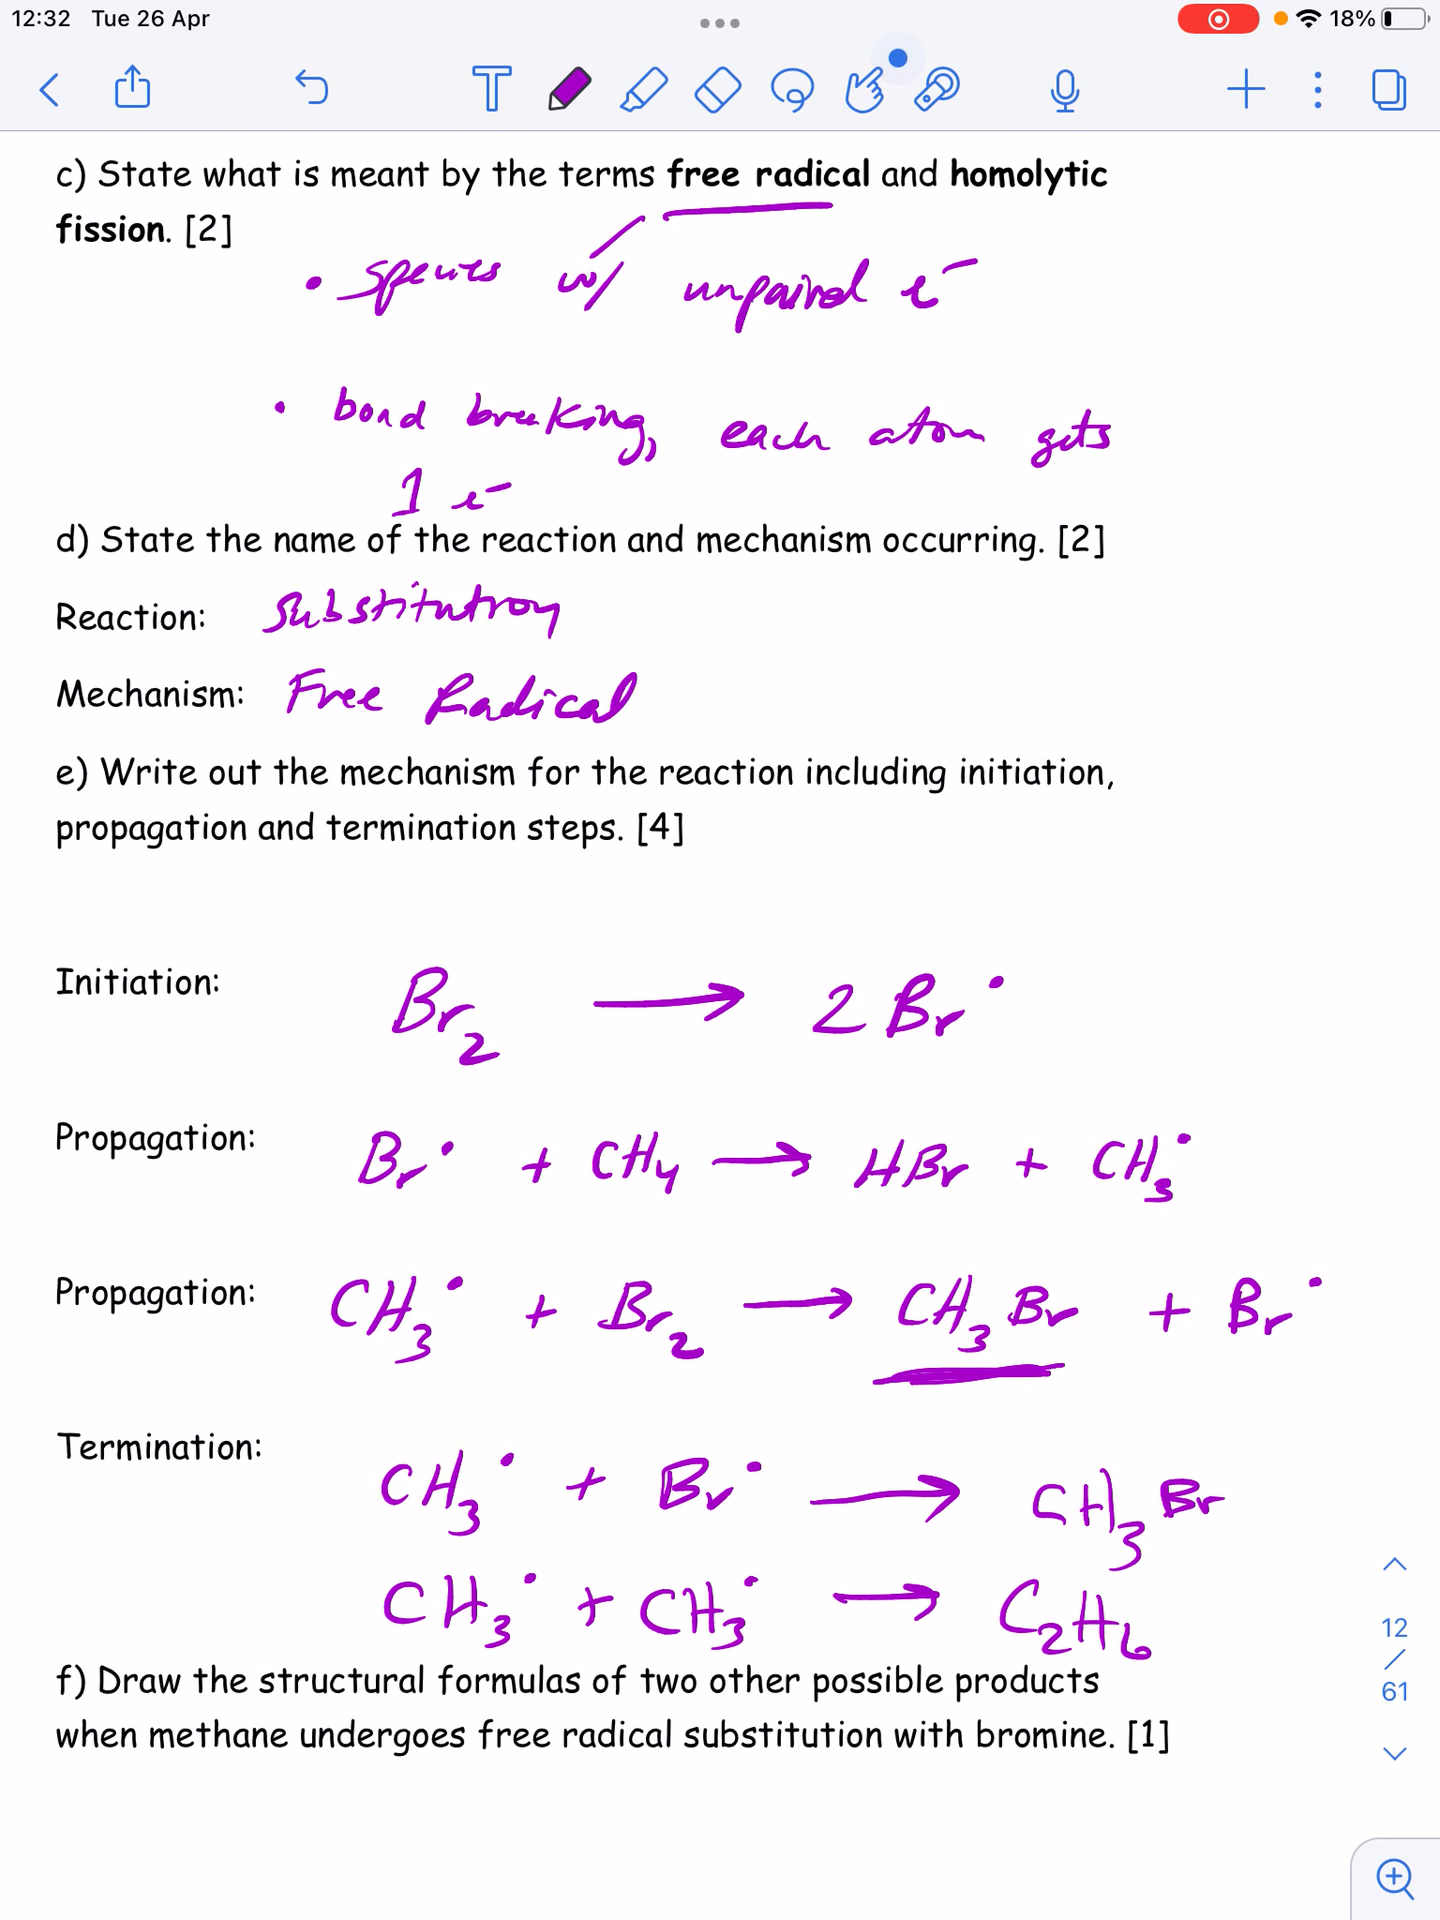 12:32 Tue 26 Apr
18%
T
c) State what is meant by the terms free radical and homolytic
fission. [2]
• species w/ unpaired e⁻
• bond breaking, each atom gets
1 e⁻
d) State the name of the reaction and mechanism occurring. [2]
Reaction: Substitution
Mechanism: Free Radical
e) Write out the mechanism for the reaction including initiation,
propagation and termination steps. [4]
Initiation: Br₂ → 2 Br•
Propagation: Br• + CH₄ → HBr + CH₃•
Propagation: CH₃• + Br₂ → CH₃Br + Br•
Termination: CH₃• + Br• → CH₃Br
CH₃• + CH₃• → C₂H₆
12
/
61
f) Draw the structural formulas of two other possible products
when methane undergoes free radical substitution with bromine. [1]